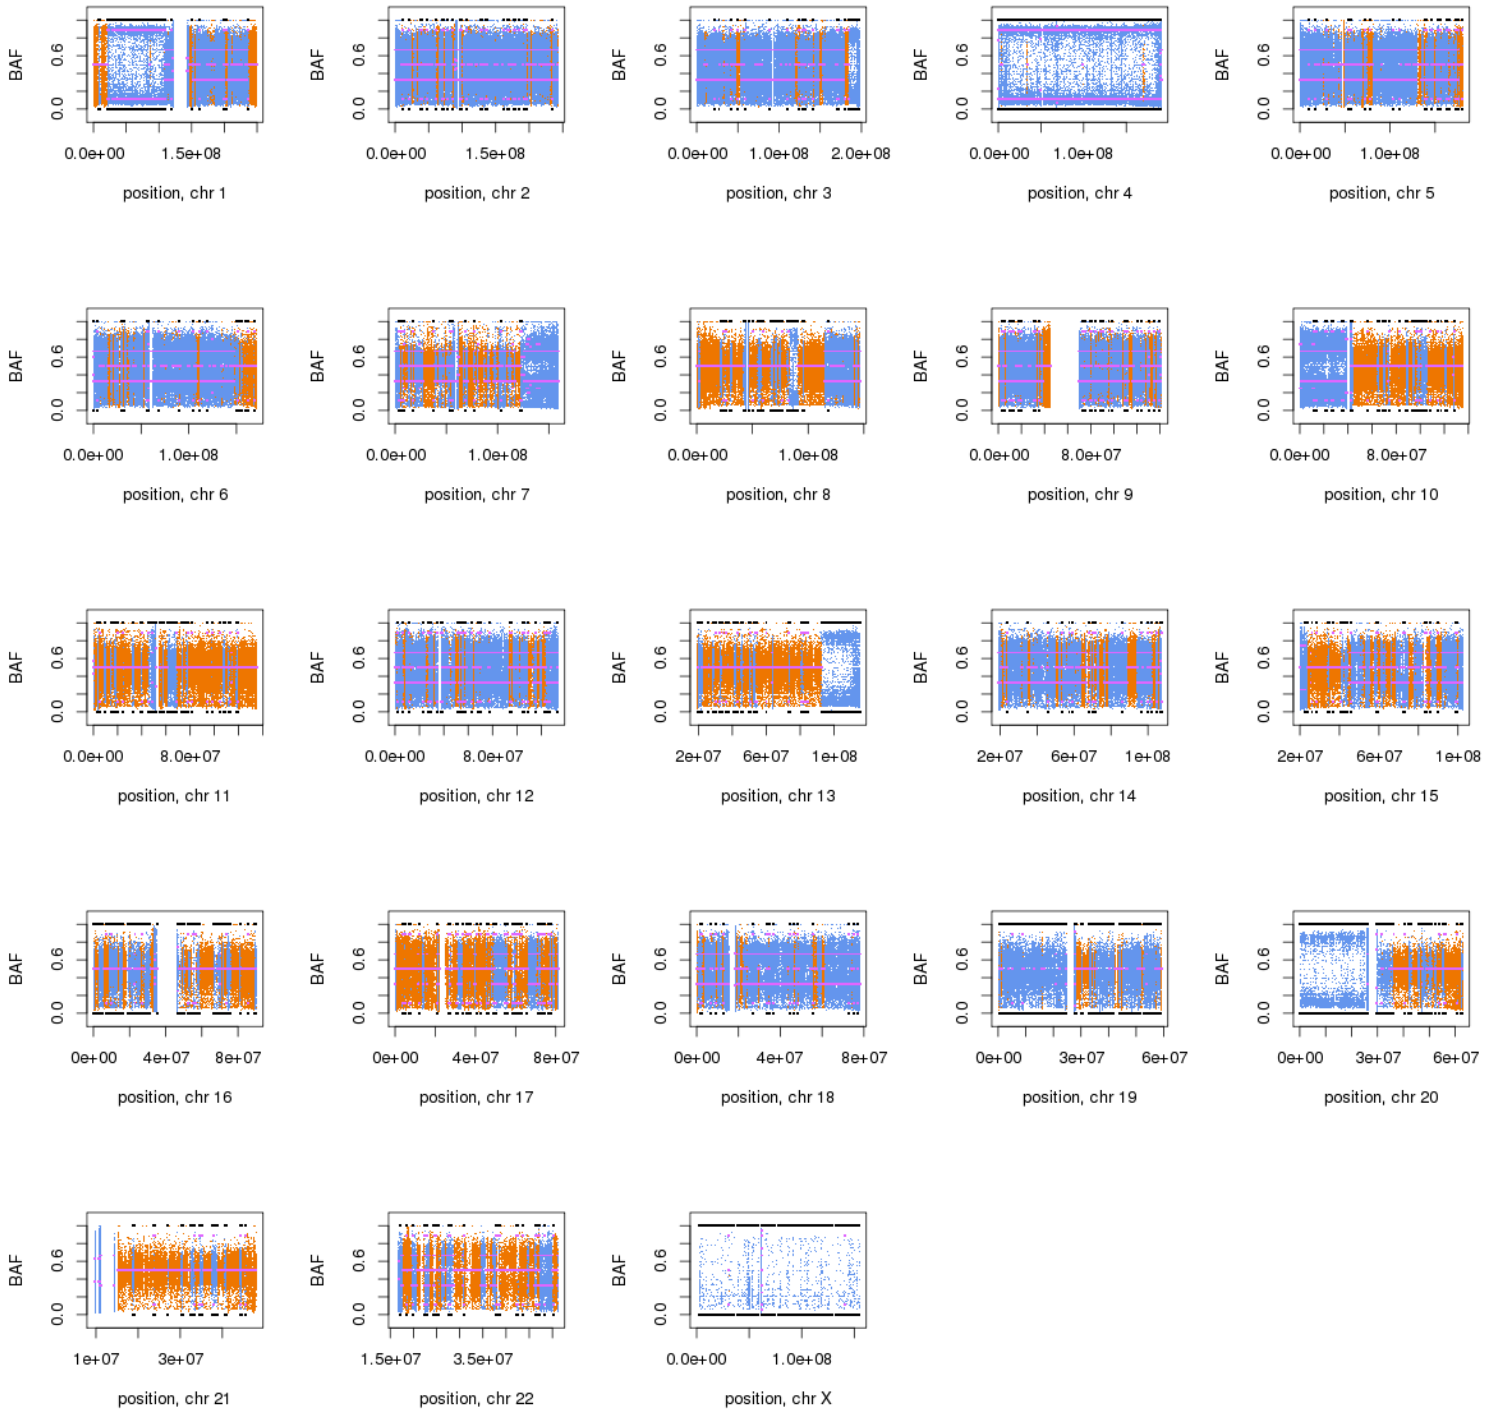 BAF 0.0 0.6 BAF 0.0 0.6 BAF 0.0 0.6 BAF 0.0 0.6 BAF 0.0 0.6
0.0e+00 1.5e+08 0.0e+00 1.5e+08 0.0e+00 1.0e+08 2.0e+08 0.0e+00 1.0e+08 0.0e+00 1.0e+08
position, chr 1 position, chr 2 position, chr 3 position, chr 4 position, chr 5
BAF 0.0 0.6 BAF 0.0 0.6 BAF 0.0 0.6 BAF 0.0 0.6 BAF 0.0 0.6
0.0e+00 1.0e+08 0.0e+00 1.0e+08 0.0e+00 1.0e+08 0.0e+00 8.0e+07 0.0e+00 8.0e+07
position, chr 6 position, chr 7 position, chr 8 position, chr 9 position, chr 10
BAF 0.0 0.6 BAF 0.0 0.6 BAF 0.0 0.6 BAF 0.0 0.6 BAF 0.0 0.6
0.0e+00 8.0e+07 0.0e+00 8.0e+07 2e+07 6e+07 1e+08 2e+07 6e+07 1e+08 2e+07 6e+07 1e+08
position, chr 11 position, chr 12 position, chr 13 position, chr 14 position, chr 15
BAF 0.0 0.6 BAF 0.0 0.6 BAF 0.0 0.6 BAF 0.0 0.6 BAF 0.0 0.6
0e+00 4e+07 8e+07 0e+00 4e+07 8e+07 0e+00 4e+07 8e+07 0e+00 3e+07 6e+07 0e+00 3e+07 6e+07
position, chr 16 position, chr 17 position, chr 18 position, chr 19 position, chr 20
BAF 0.0 0.6 BAF 0.0 0.6 BAF 0.0 0.6
1e+07 3e+07 1.5e+07 3.5e+07 0.0e+00 1.0e+08
position, chr 21 position, chr 22 position, chr X